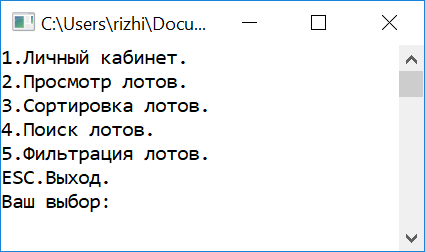 C:\Users\rizhi\Docu...
1.Личный кабинет.
2.Просмотр лотов.
3.Сортировка лотов.
4.Поиск лотов.
5.Фильтрация лотов.
ESC.Выход.
Ваш выбор: